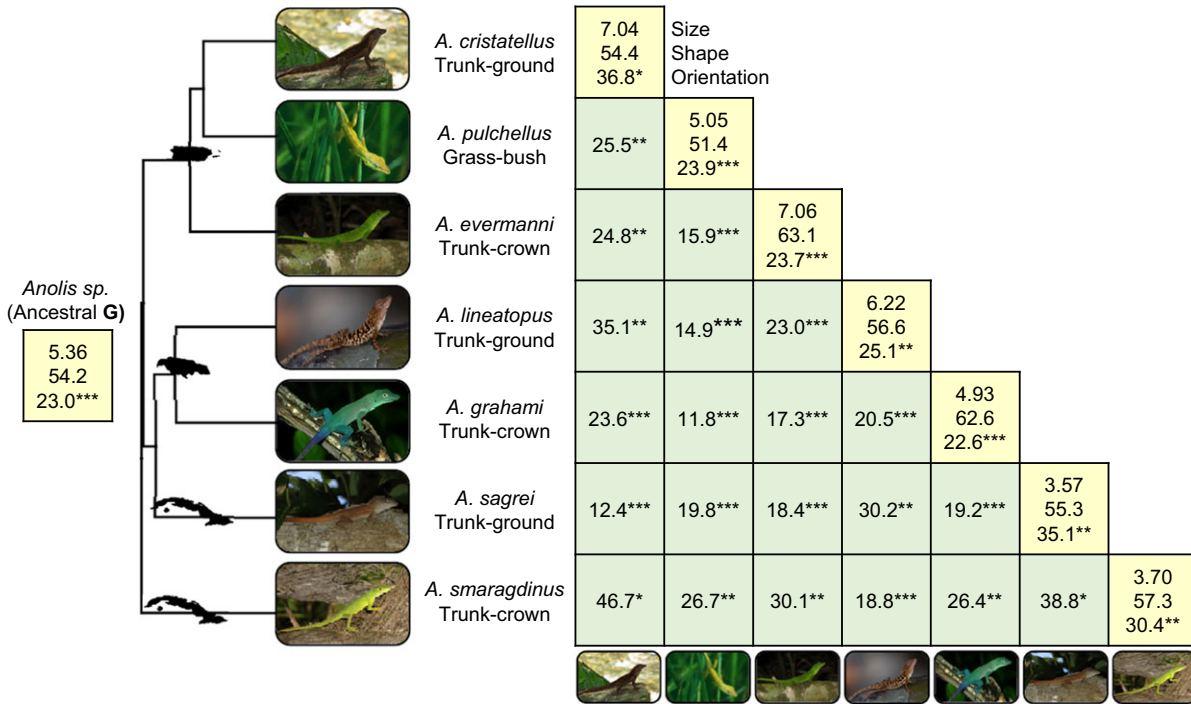 7.04
54.4
36.8*
Size
Shape
Orientation
A. cristatellus
Trunk-ground
A. pulchellus
Grass-bush
25.5**
5.05
51.4
23.9***
A. evermanni
Trunk-crown
24.8**
15.9***
7.06
63.1
23.7***
Anolis sp.
(Ancestral G)
5.36
54.2
23.0***
A. lineatopus
Trunk-ground
35.1**
14.9***
23.0***
6.22
56.6
25.1**
A. grahami
Trunk-crown
23.6***
11.8***
17.3***
20.5***
4.93
62.6
22.6***
A. sagrei
Trunk-ground
12.4***
19.8***
18.4***
30.2**
19.2***
3.57
55.3
35.1**
A. smaragdinus
Trunk-crown
46.7*
26.7**
30.1**
18.8***
26.4**
38.8*
3.70
57.3
30.4**